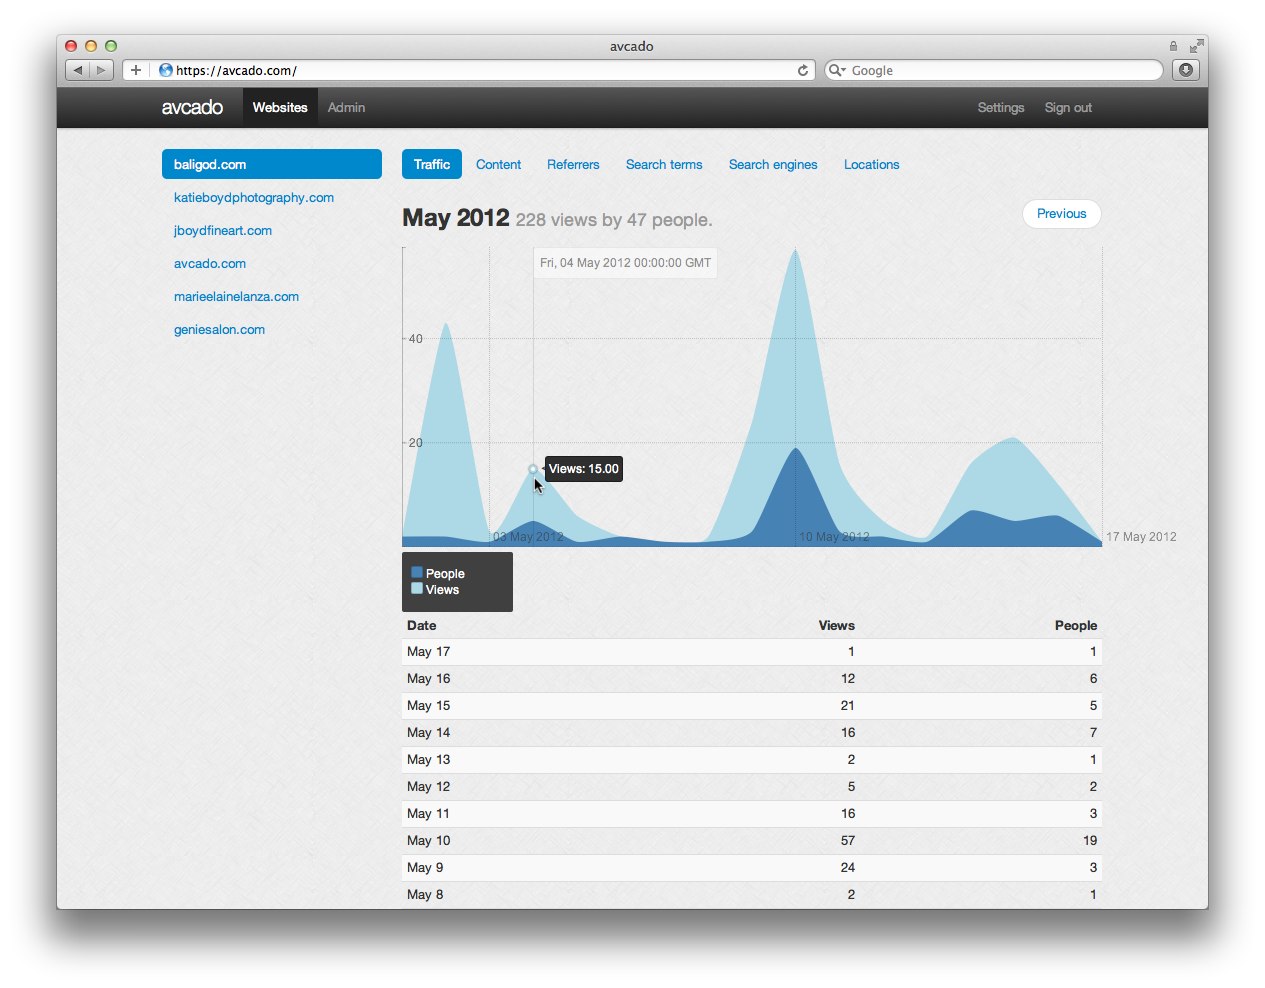 avcado
https://avcado.com/
Google
avcado Websites Admin Settings Sign out
baligod.com
katieboydphotography.com
jboydfineart.com
avcado.com
marieelainelanza.com
geniesalon.com
Traffic Content Referrers Search terms Search engines Locations
May 2012 228 views by 47 people.
Previous
Fri, 04 May 2012 00:00:00 GMT
40
20
Views: 15.00
03 May 2012 10 May 2012 17 May 2012
People
Views
Date Views People
May 17 1 1
May 16 12 6
May 15 21 5
May 14 16 7
May 13 2 1
May 12 5 2
May 11 16 3
May 10 57 19
May 9 24 3
May 8 2 1